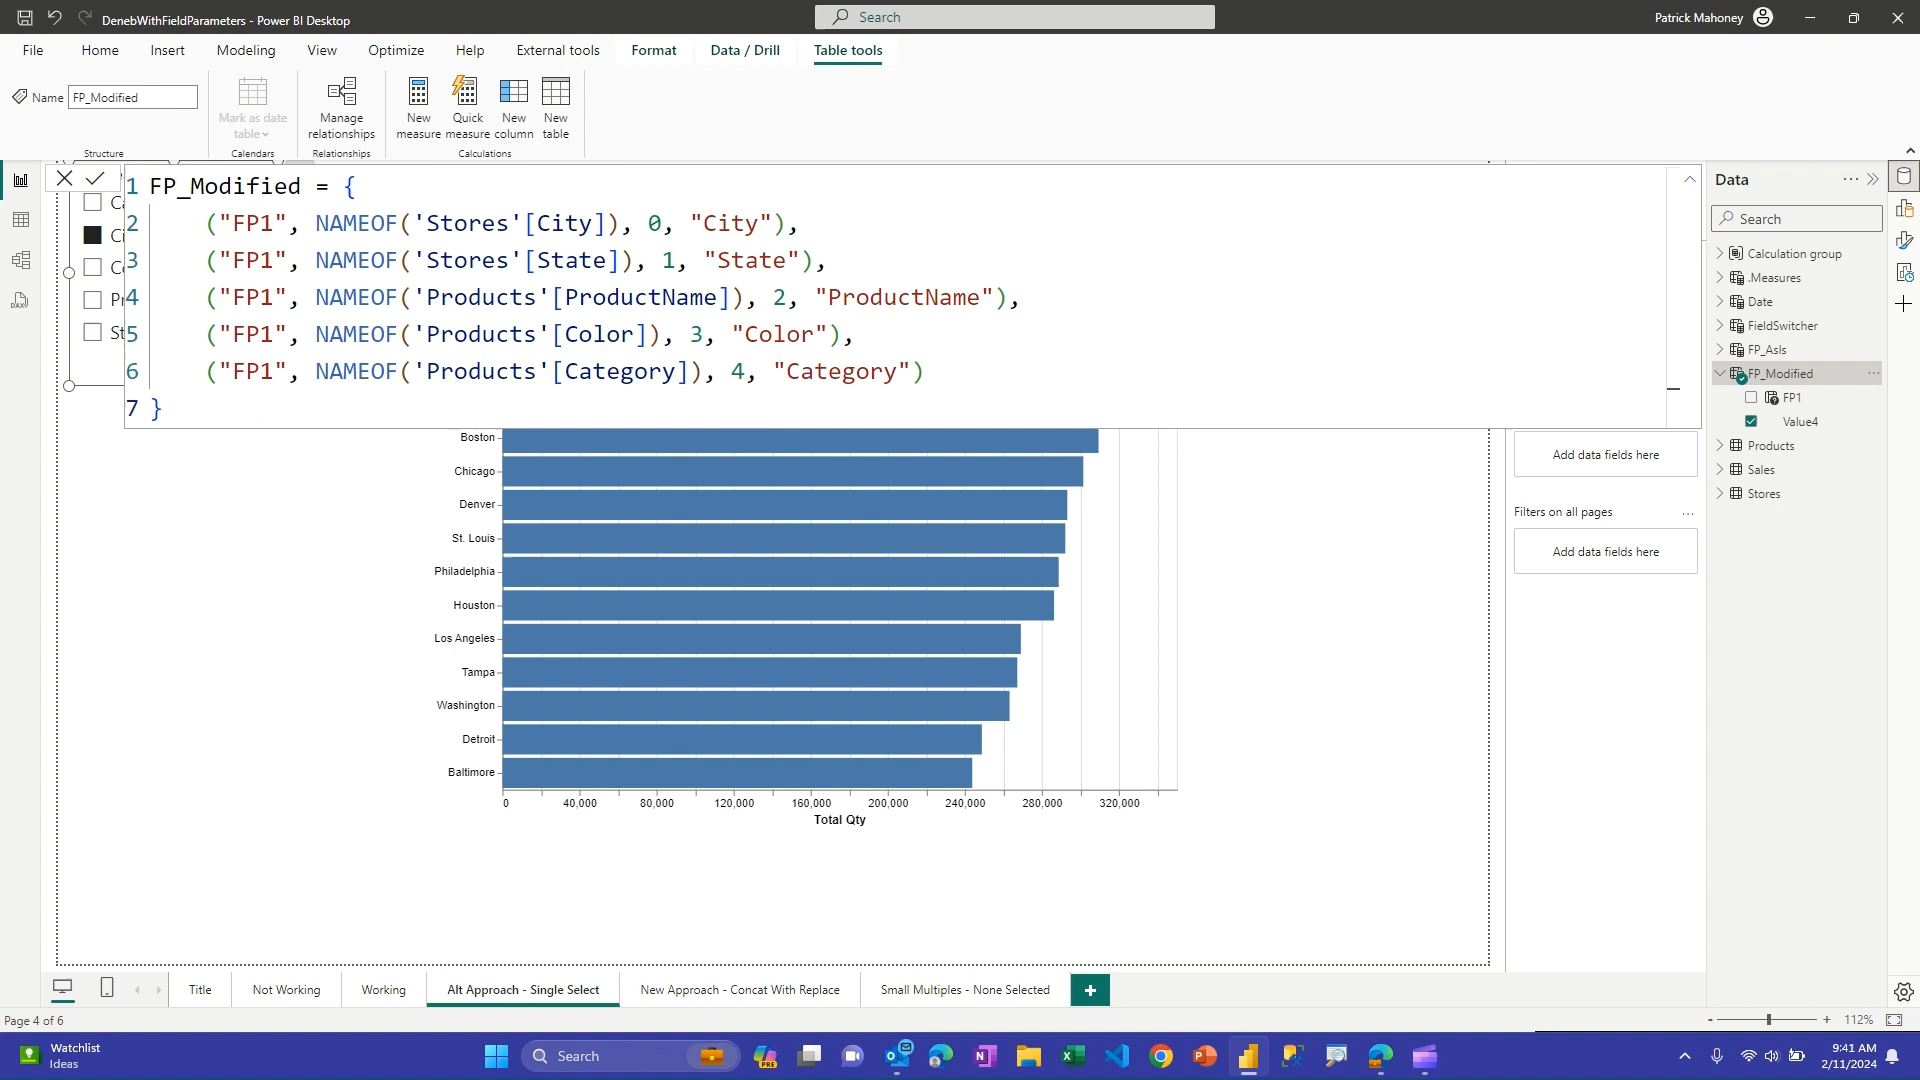 DenebWithFieldParameters - Power BI Desktop
Search
Patrick Mahoney
File Home Insert Modeling View Optimize Help External tools Format Data / Drill Table tools
Name FP_Modified
Mark as date table
Manage relationships
New measure
Quick measure
New column
New table
Structure Calendars Relationships Calculations
1 FP_Modified = {
2 ("FP1", NAMEOF('Stores'[City]), 0, "City"),
3 ("FP1", NAMEOF('Stores'[State]), 1, "State"),
4 ("FP1", NAMEOF('Products'[ProductName]), 2, "ProductName"),
5 ("FP1", NAMEOF('Products'[Color]), 3, "Color"),
6 ("FP1", NAMEOF('Products'[Category]), 4, "Category")
7 }
Boston
Chicago
Denver
St. Louis
Philadelphia
Houston
Los Angeles
Tampa
Washington
Detroit
Baltimore
0 40,000 80,000 120,000 160,000 200,000 240,000 280,000 320,000
Total Qty
Add data fields here
Filters on all pages ...
Add data fields here
Data
Search
Calculation group
.Measures
Date
FieldSwitcher
FP_AsIs
FP_Modified
FP1
Value4
Products
Sales
Stores
Title Not Working Working Alt Approach - Single Select New Approach - Concat With Replace Small Multiples - None Selected
Page 4 of 6
- + 112%
Watchlist
Ideas
Search
PRE
9:41 AM
2/11/2024